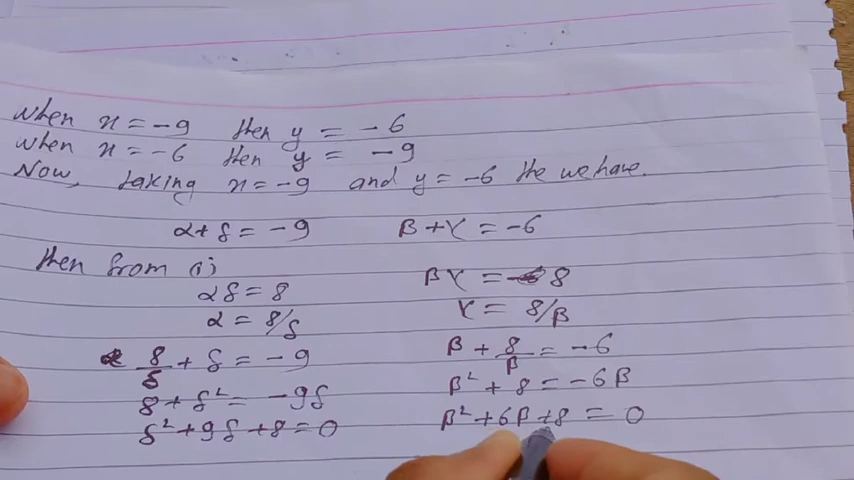 when x = -9 then y = -6
when x = -6 then y = -9
Now, taking x = -9 and y = -6 the we have.
α + δ = -9 β + γ = -6
then from (i)
αδ = 8 βγ = 8
α = 8/δ γ = 8/β
8/δ + δ = -9 β + 8/β = -6
8 + δ² = -9δ β² + 8 = -6β
δ² + 9δ + 8 = 0 β² + 6β + 8 = 0